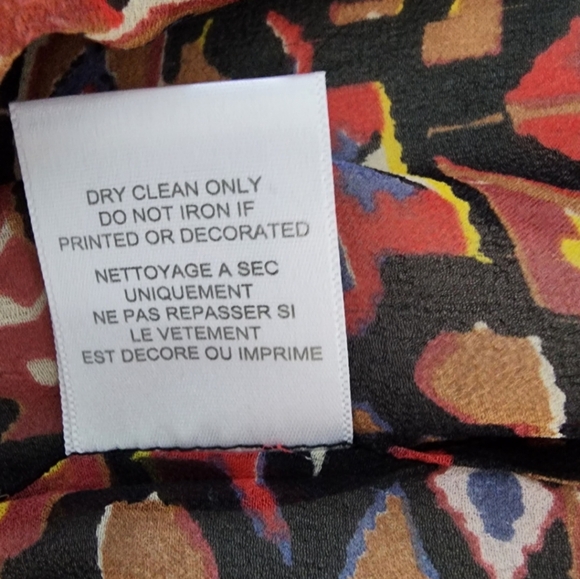 DRY CLEAN ONLY
DO NOT IRON IF
PRINTED OR DECORATED
NETTOYAGE A SEC
UNIQUEMENT
NE PAS REPASSER SI
LE VETEMENT
EST DECORE OU IMPRIME